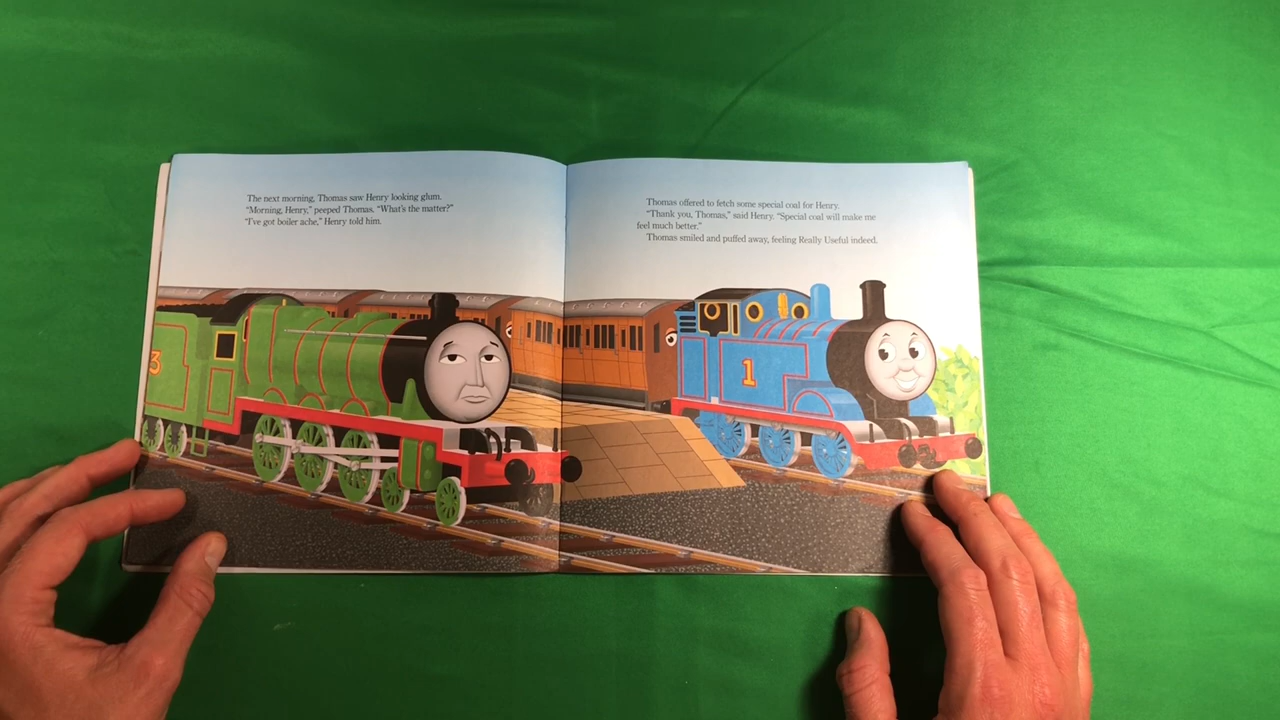 The next morning, Thomas saw Henry looking glum.
"Morning, Henry," peeped Thomas. "What's the matter?"
"I've got boiler ache," Henry told him.
Thomas offered to fetch some special coal for Henry.
"Thank you, Thomas," said Henry. "Special coal will make me
feel much better."
Thomas smiled and puffed away, feeling Really Useful indeed.
3
1